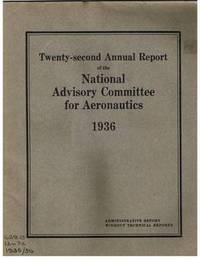 Twenty-second Annual Report
of the
National
Advisory Committee
for Aeronautics
1936
ADMINISTRATIVE REPORT
WITHOUT TECHNICAL REPORTS